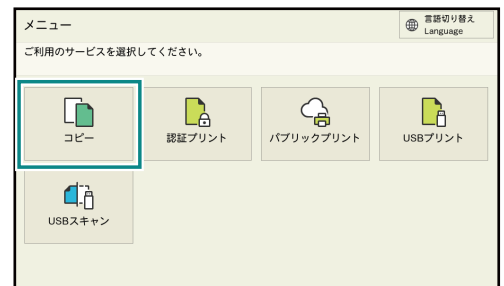 メニュー
言語切り替え
Language
ご利用のサービスを選択してください。
コピー
認証プリント
パブリックプリント
USBプリント
USBスキャン